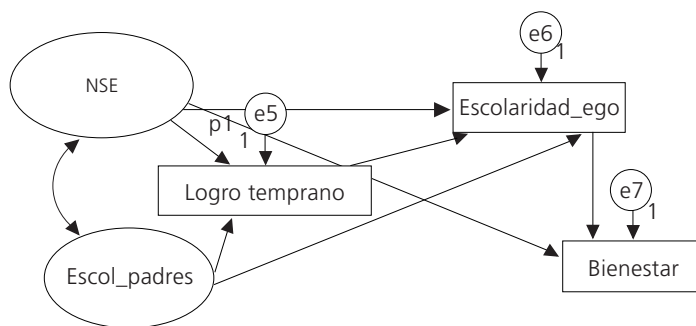 e6
1
NSE
e5
Escolaridad_ego
p1
1
Logro temprano
e7
1
Escol_padres
Bienestar